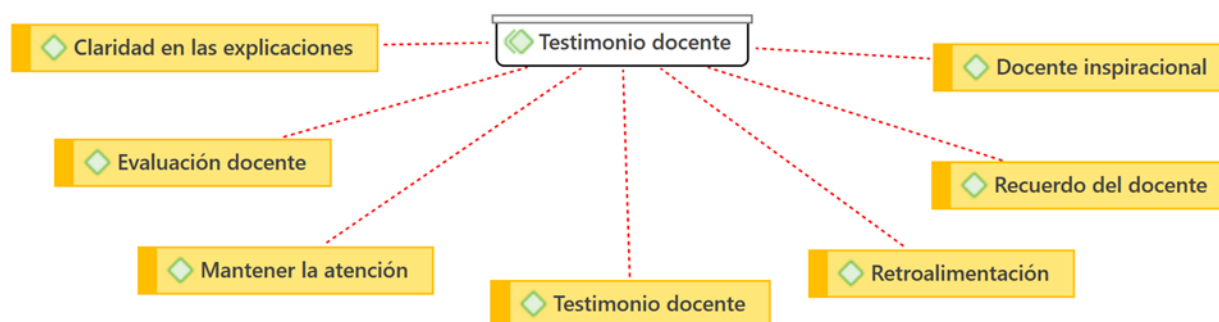 Testimonio docente
Claridad en las explicaciones
Docente inspiracional
Evaluación docente
Recuerdo del docente
Mantener la atención
Retroalimentación
Testimonio docente